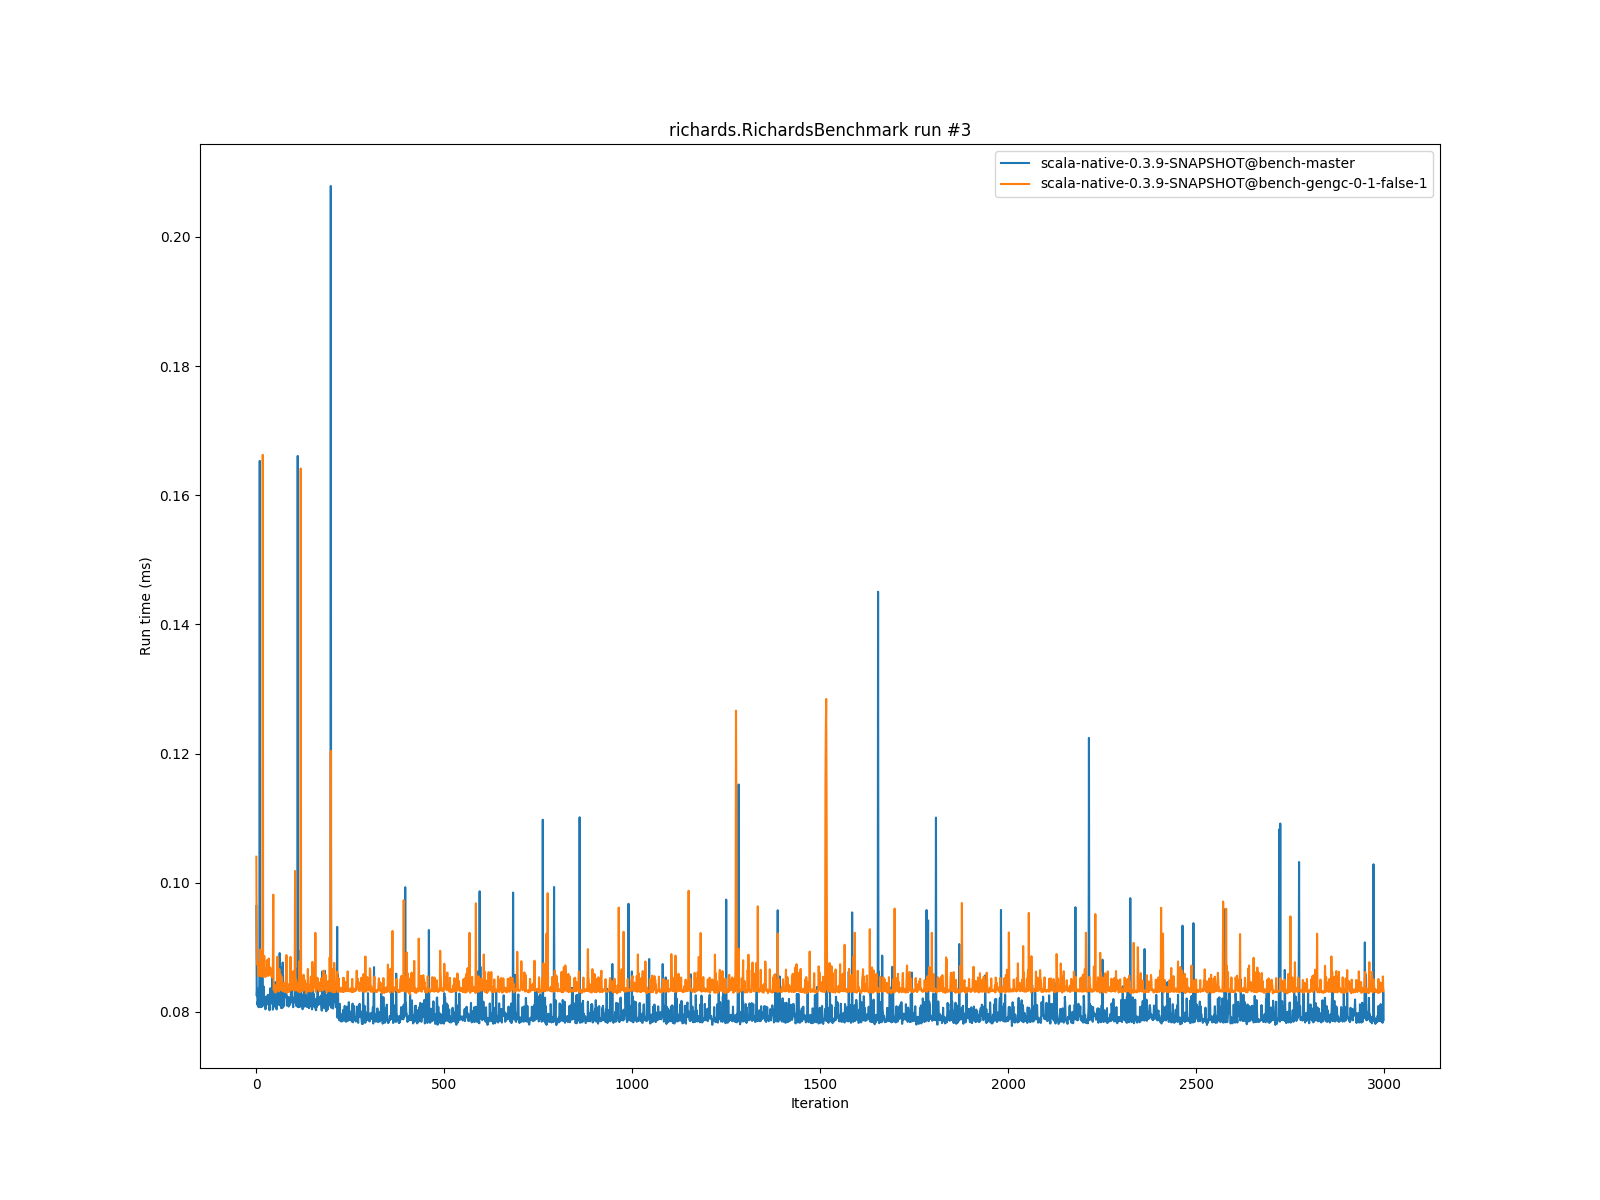 richards.RichardsBenchmark run #3
scala-native-0.3.9-SNAPSHOT@bench-master
scala-native-0.3.9-SNAPSHOT@bench-gengc-0-1-false-1
0.20
0.18
0.16
0.14
0.12
0.10
0.08
Run time (ms)
0 500 1000 1500 2000 2500 3000
Iteration